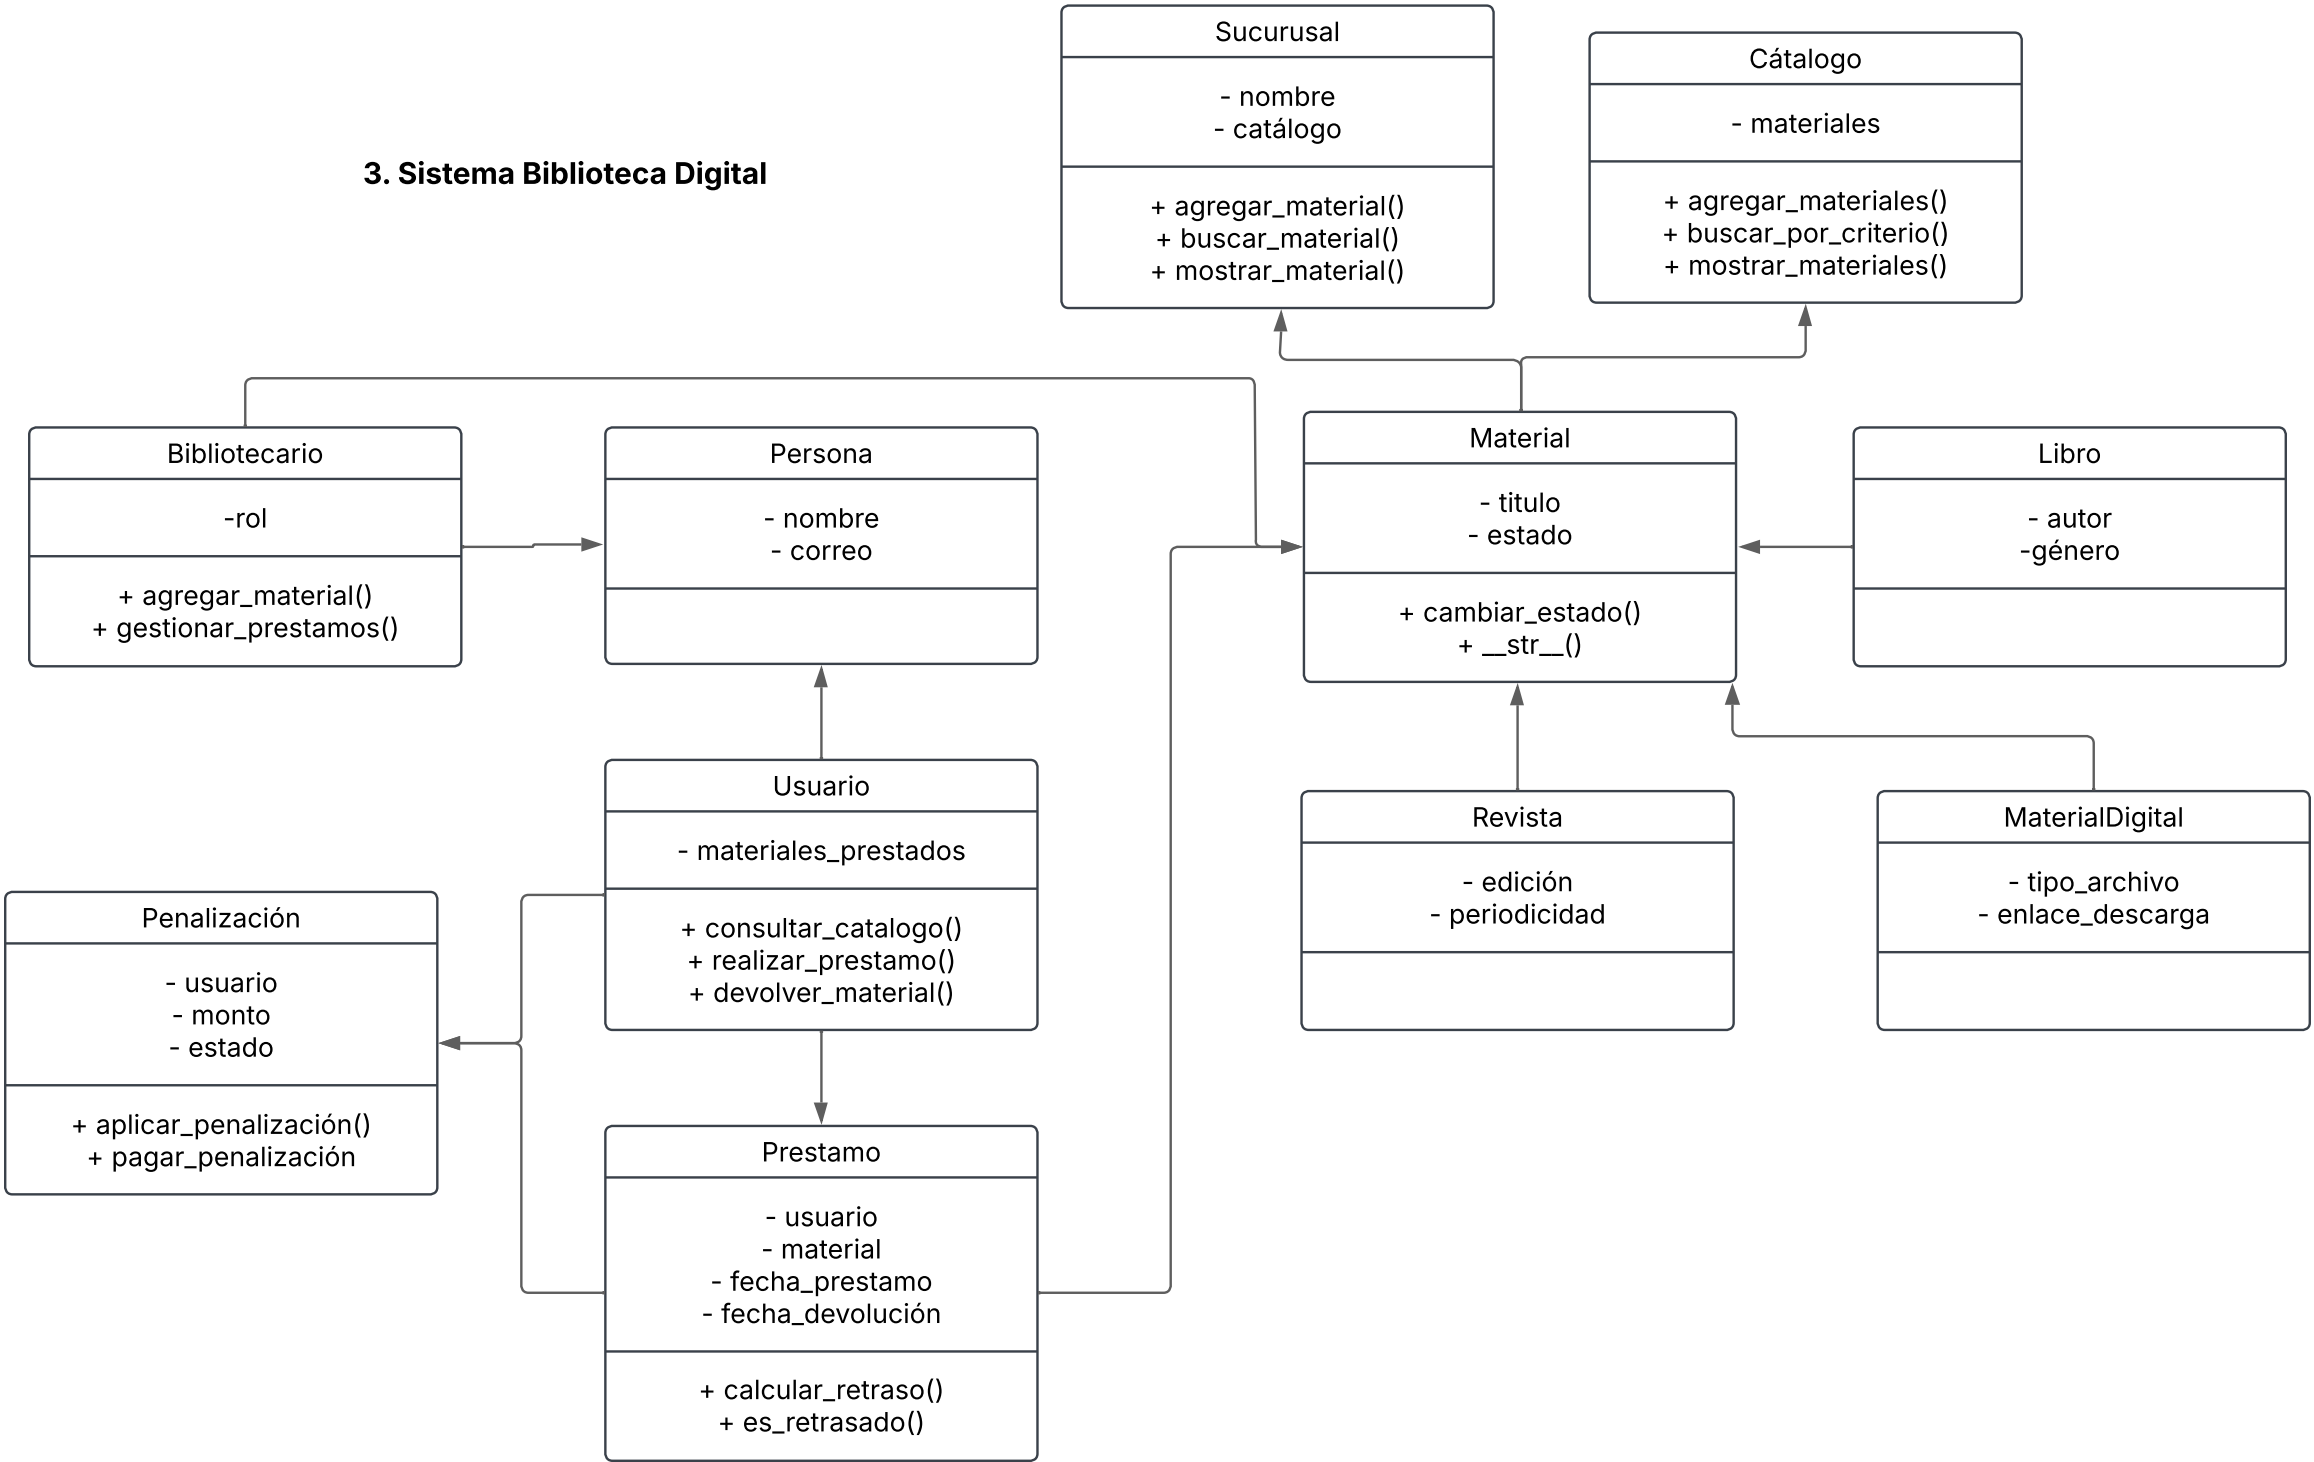 Sucurusal
- nombre
- catálogo
+ agregar_material()
+ buscar_material()
+ mostrar_material()
Cátalogo
- materiales
+ agregar_materiales()
+ buscar_por_criterio()
+ mostrar_materiales()
3. Sistema Biblioteca Digital
Bibliotecario
-rol
+ agregar_material()
+ gestionar_prestamos()
Persona
- nombre
- correo
Material
- titulo
- estado
+ cambiar_estado()
+ __str__()
Libro
- autor
-género
Usuario
- materiales_prestados
+ consultar_catalogo()
+ realizar_prestamo()
+ devolver_material()
Revista
- edición
- periodicidad
MaterialDigital
- tipo_archivo
- enlace_descarga
Penalización
- usuario
- monto
- estado
+ aplicar_penalización()
+ pagar_penalización
Prestamo
- usuario
- material
- fecha_prestamo
- fecha_devolución
+ calcular_retraso()
+ es_retrasado()